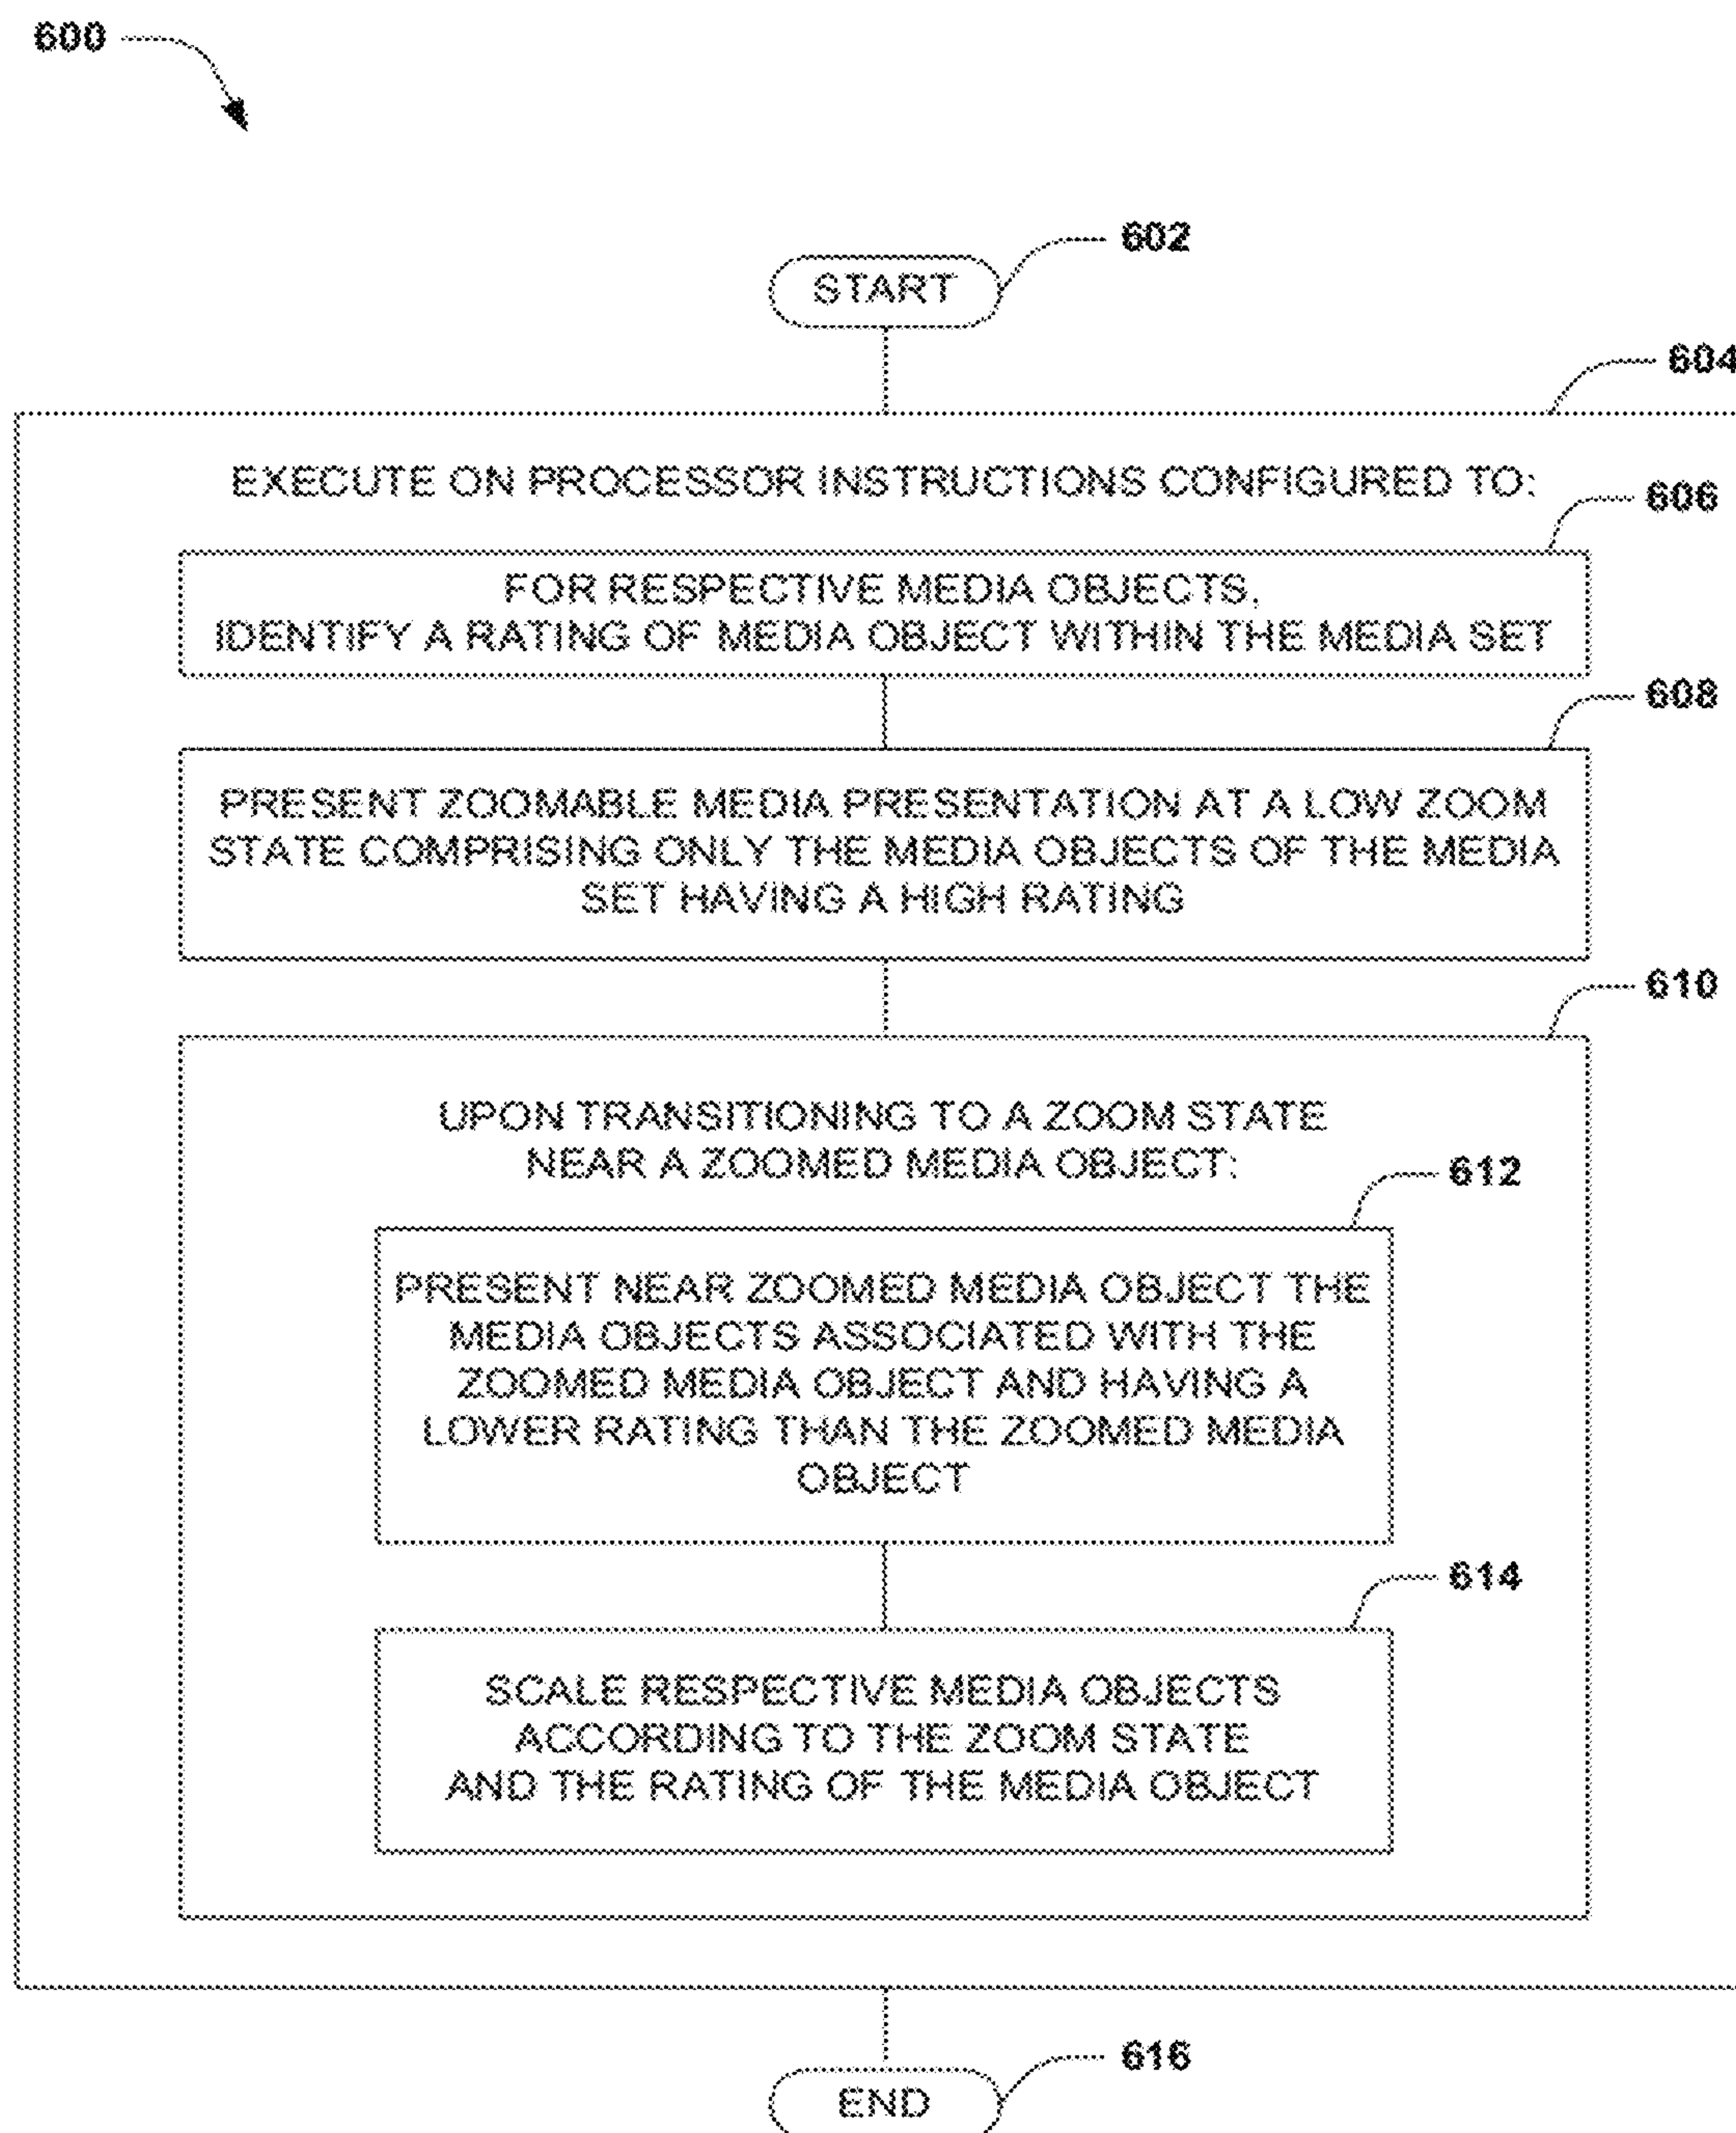 600
602
START
604
EXECUTE ON PROCESSOR INSTRUCTIONS CONFIGURED TO:
606
FOR RESPECTIVE MEDIA OBJECTS,
IDENTIFY A RATING OF MEDIA OBJECT WITHIN THE MEDIA SET
608
PRESENT ZOOMABLE MEDIA PRESENTATION AT A LOW ZOOM
STATE COMPRISING ONLY THE MEDIA OBJECTS OF THE MEDIA
SET HAVING A HIGH RATING
610
UPON TRANSITIONING TO A ZOOM STATE
NEAR A ZOOMED MEDIA OBJECT:
612
PRESENT NEAR ZOOMED MEDIA OBJECT THE
MEDIA OBJECTS ASSOCIATED WITH THE
ZOOMED MEDIA OBJECT AND HAVING A
LOWER RATING THAN THE ZOOMED MEDIA
OBJECT
614
SCALE RESPECTIVE MEDIA OBJECTS
ACCORDING TO THE ZOOM STATE
AND THE RATING OF THE MEDIA OBJECT
616
END